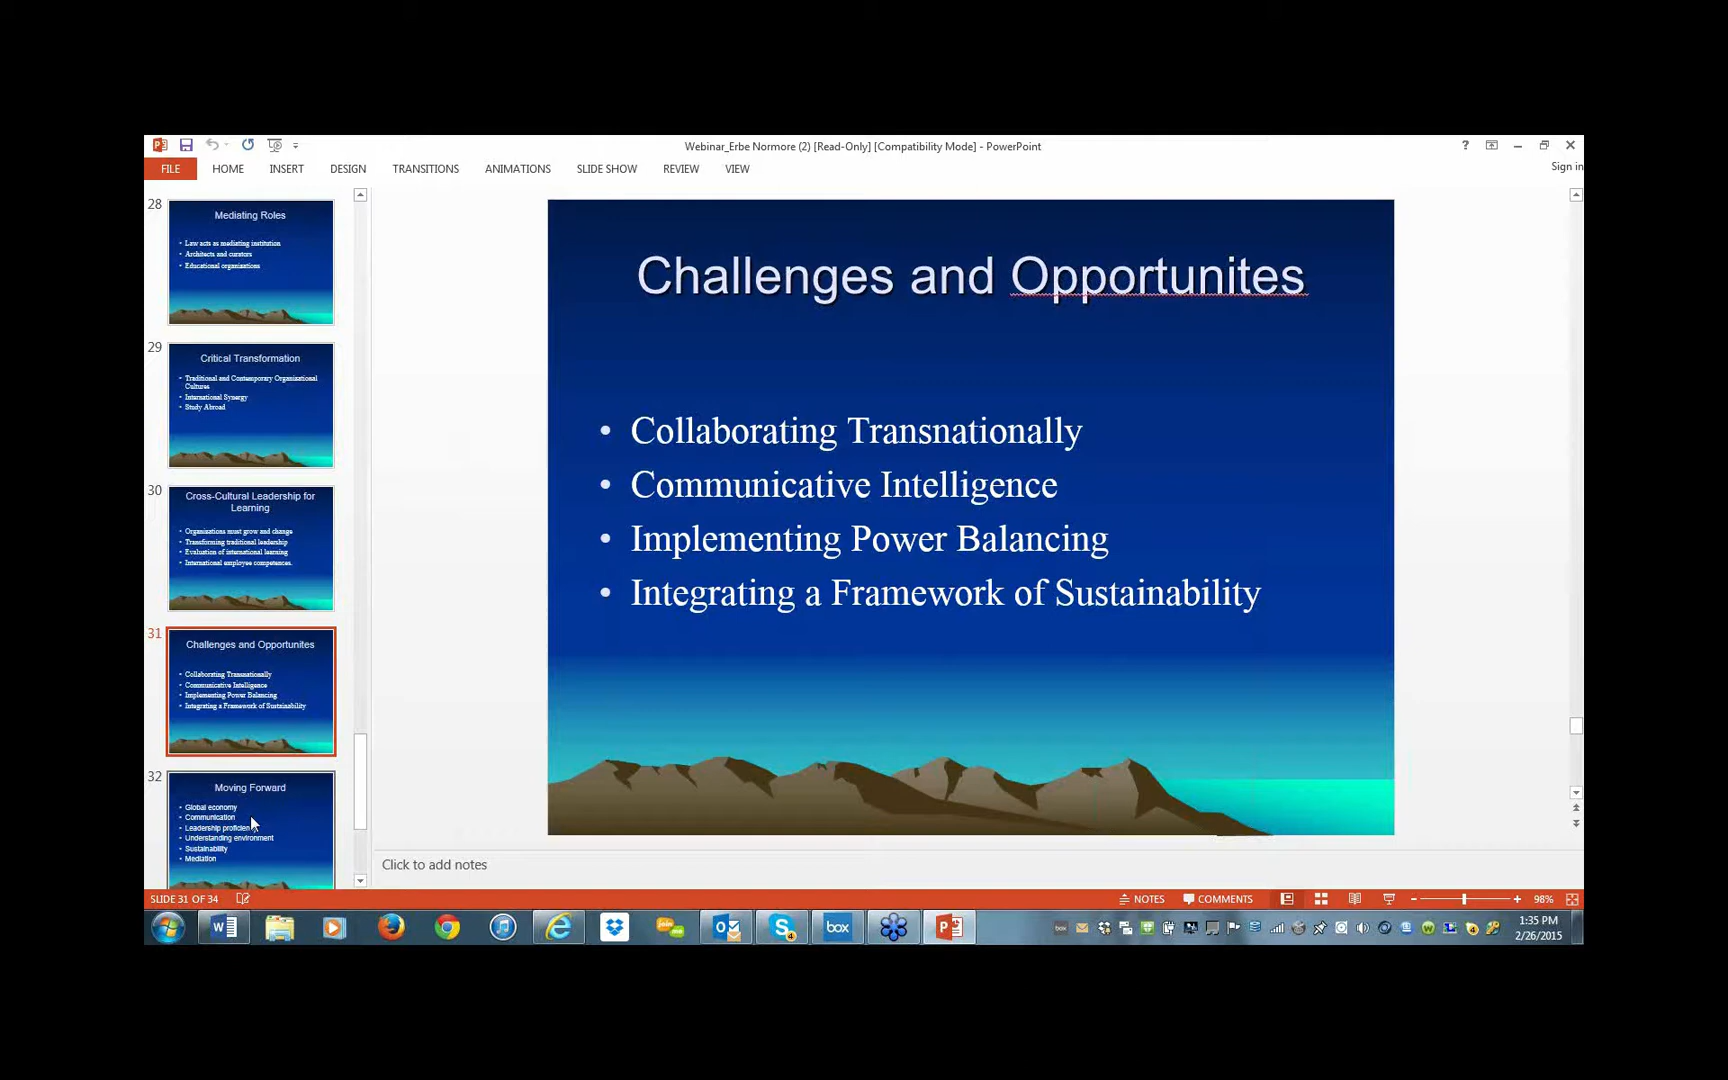 Webinar_Erbe Normore (2) [Read-Only] [Compatibility Mode] - PowerPoint
Sign in
FILE HOME INSERT DESIGN TRANSITIONS ANIMATIONS SLIDE SHOW REVIEW VIEW
28
Mediating Roles
• Law acts as mediating institution
• Architects and curators
• Educational organisations
29
Critical Transformation
• Traditional and Contemporary Organisational
Cultures
• International Synergy
• Study Abroad
30
Cross-Cultural Leadership for
Learning
• Organisations must grow and change
• Transforming traditional leadership
• Evaluation of international learning
• International employee competences.
31
Challenges and Opportunites
• Collaborating Transnationally
• Communicative Intelligence
• Implementing Power Balancing
• Integrating a Framework of Sustainability
32
Moving Forward
• Global economy
• Communication
• Leadership
• Understanding environment
• Sustainability
• Mediation
Challenges and Opportunites
• Collaborating Transnationally
• Communicative Intelligence
• Implementing Power Balancing
• Integrating a Framework of Sustainability
Click to add notes
SLIDE 31 OF 34
NOTES COMMENTS 98%
box
box
1:35 PM
2/26/2015